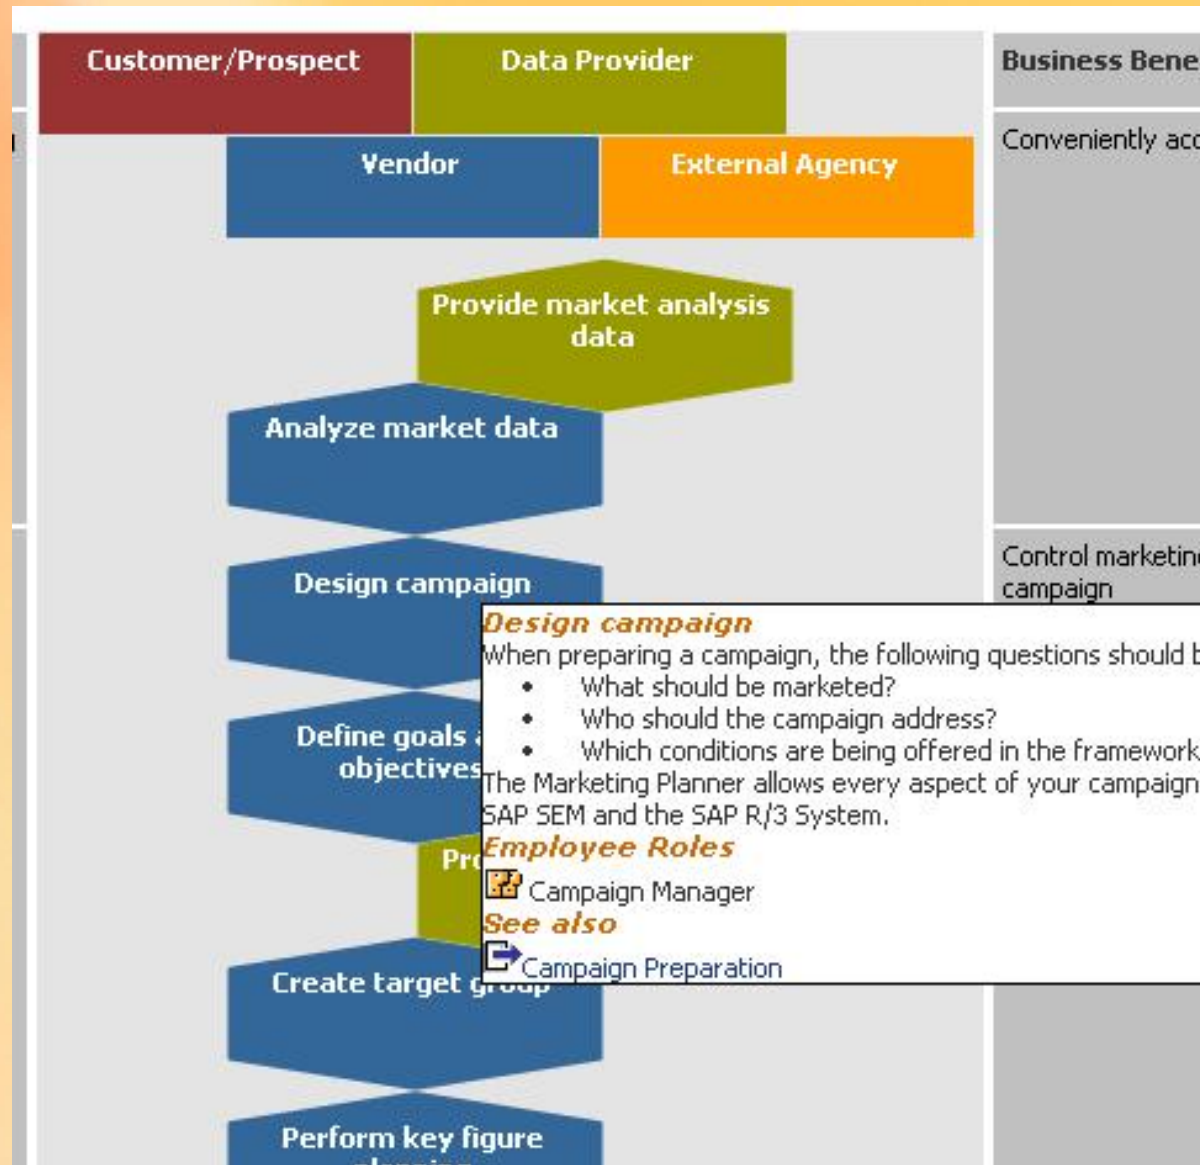 Customer/Prospect
Data Provider
Business
Vendor
External Agency
Conveniently
Provide market analysis
data
Analyze market data
Design campaign
Control
campaign
Design campaign
When preparing a campaign, the following questions should
• What should be marketed?
• Who should the campaign address?
• Which conditions are being offered in the framework
The Marketing Planner allows every aspect of your campaign
SAP SEM and the SAP R/3 System.
Define goals
objectives
Employee Roles
Campaign Manager
See also
Campaign Preparation
Create target group
Perform key figure